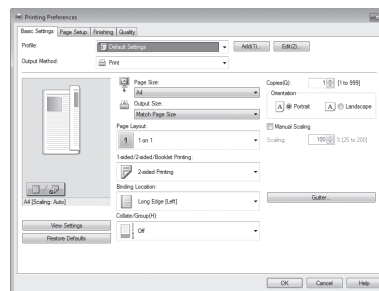 Printing Preferences
Basic Settings Page Setup Finishing Quality
Profile: Default Settings Add(1)... Edit(2)...
Output Method: Print
Page Size: Copies(Q): 1 [1 to 999]
A4 Orientation
Output Size: A Portrait A Landscape
Match Page Size
Page Layout: Manual Scaling
1 1 on 1 Scaling: 100 % [25 to 200]
1-sided/2-sided/Booklet Printing:
2-sided Printing
Binding Location:
A4 [Scaling: Auto] Long Edge [Left] Gutter...
Collate/Group(H):
View Settings Off
Restore Defaults
OK Cancel Help